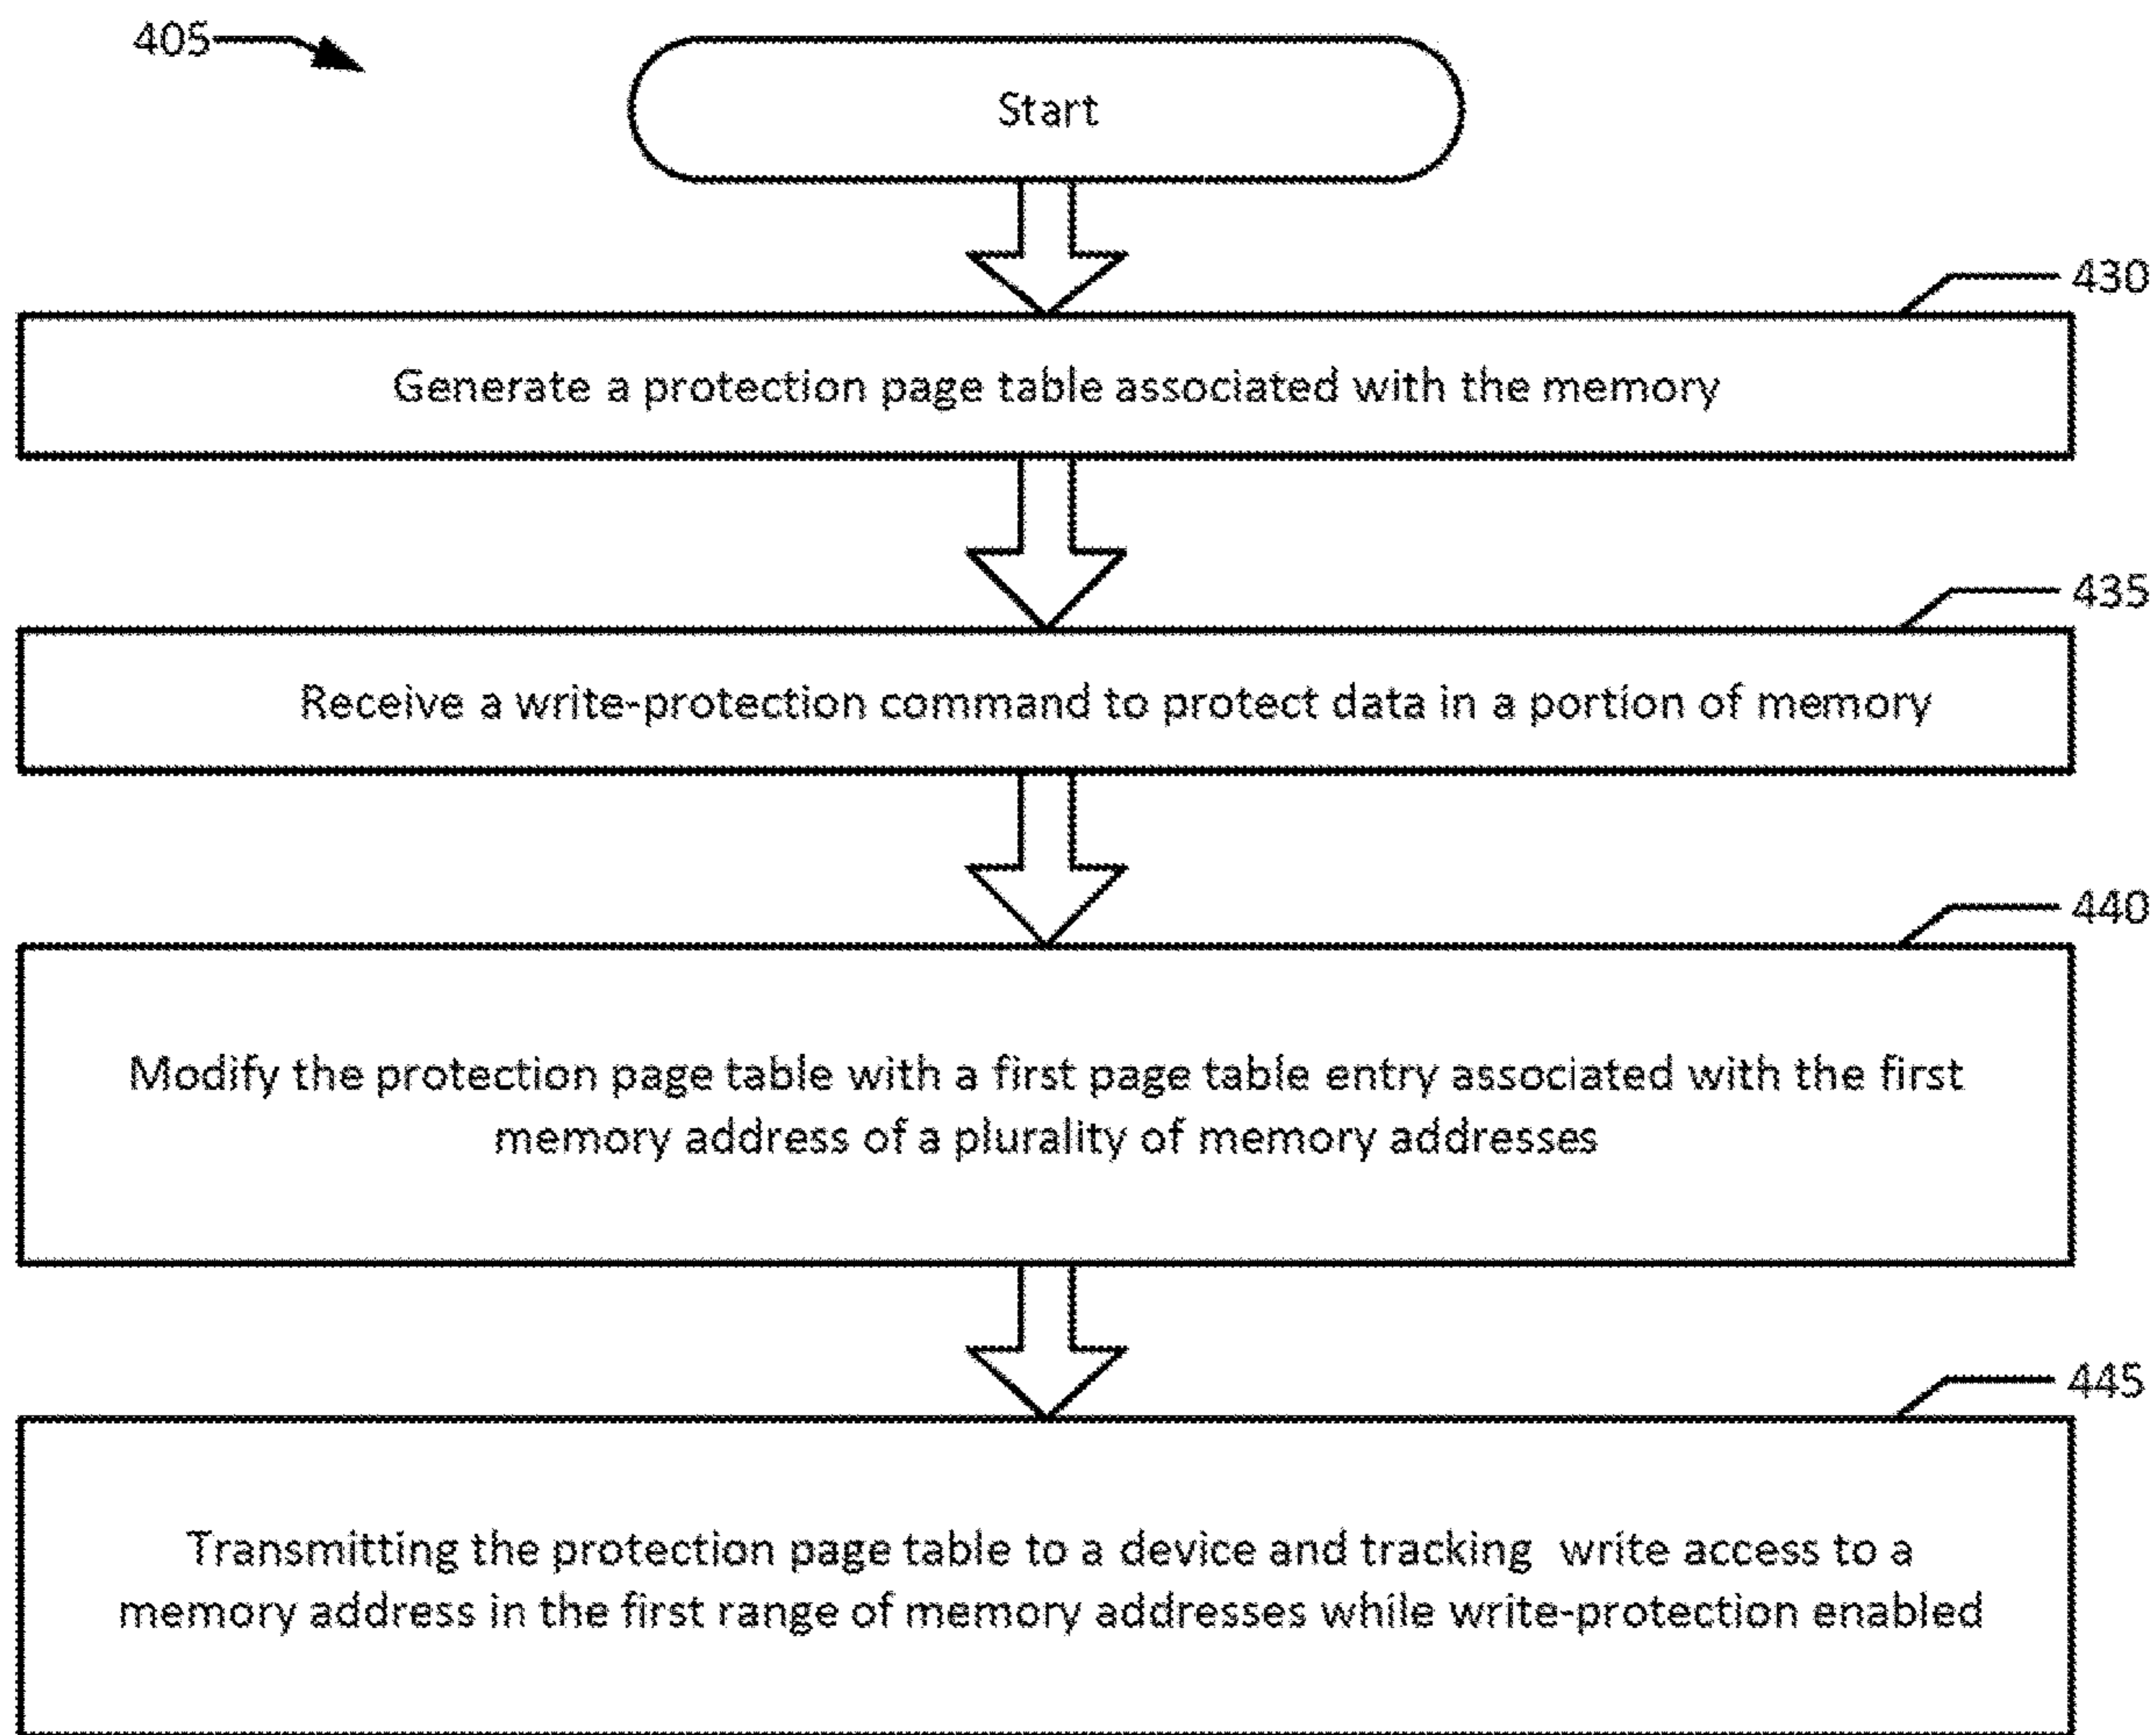 405
Start
430
Generate a protection page table associated with the memory
435
Receive a write-protection command to protect data in a portion of memory
440
Modify the protection page table with a first page table entry associated with the first
memory address of a plurality of memory addresses
445
Transmitting the protection page table to a device and tracking write access to a
memory address in the first range of memory addresses while write-protection enabled